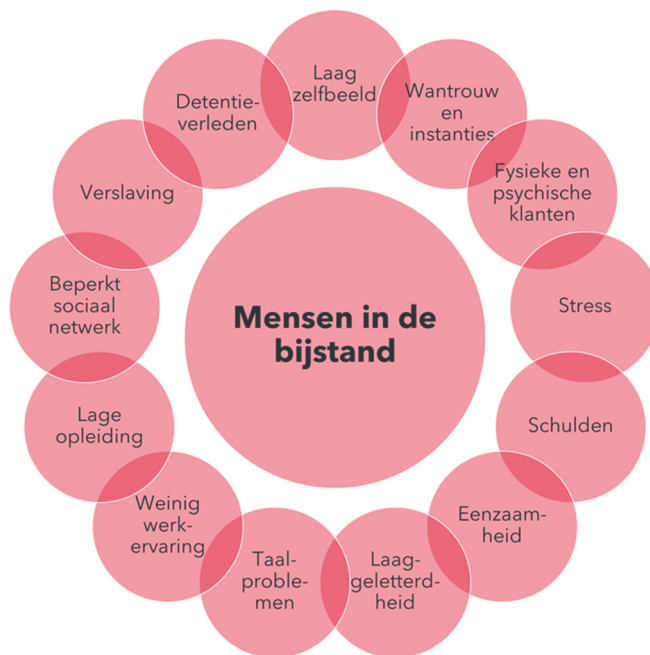 Laag
zelfbeeld
Wantrouw
en
instanties
Fysieke en
psychische
klanten
Stress
Schulden
Eenzaam-
heid
Laag-
geletterd-
heid
Taal-
proble-
men
Weinig
werk-
ervaring
Lage
opleiding
Beperkt
sociaal
netwerk
Verslaving
Detentie-
verleden
Mensen in de
bijstand